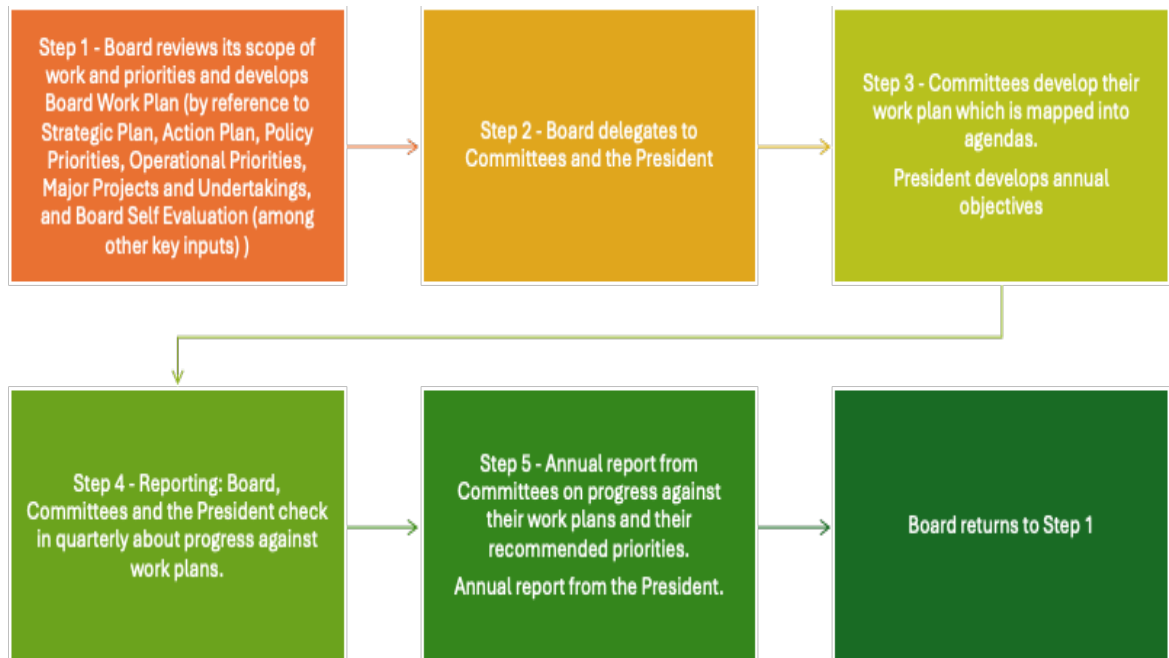 Step 1 - Board reviews its scope of
work and priorities and develops
Board Work Plan (by reference to
Strategic Plan, Action Plan, Policy
Priorities, Operational Priorities,
Major Projects and Undertakings,
and Board Self Evaluation (among
other key inputs) )
Step 2 - Board delegates to
Committees and the President
Step 3 - Committees develop their
work plan which is mapped into
agendas.
President develops annual
objectives
Step 4 - Reporting: Board,
Committees and the President check
in quarterly about progress against
work plans.
Step 5 - Annual report from
Committees on progress against
their work plans and their
recommended priorities.
Annual report from the President.
Board returns to Step 1